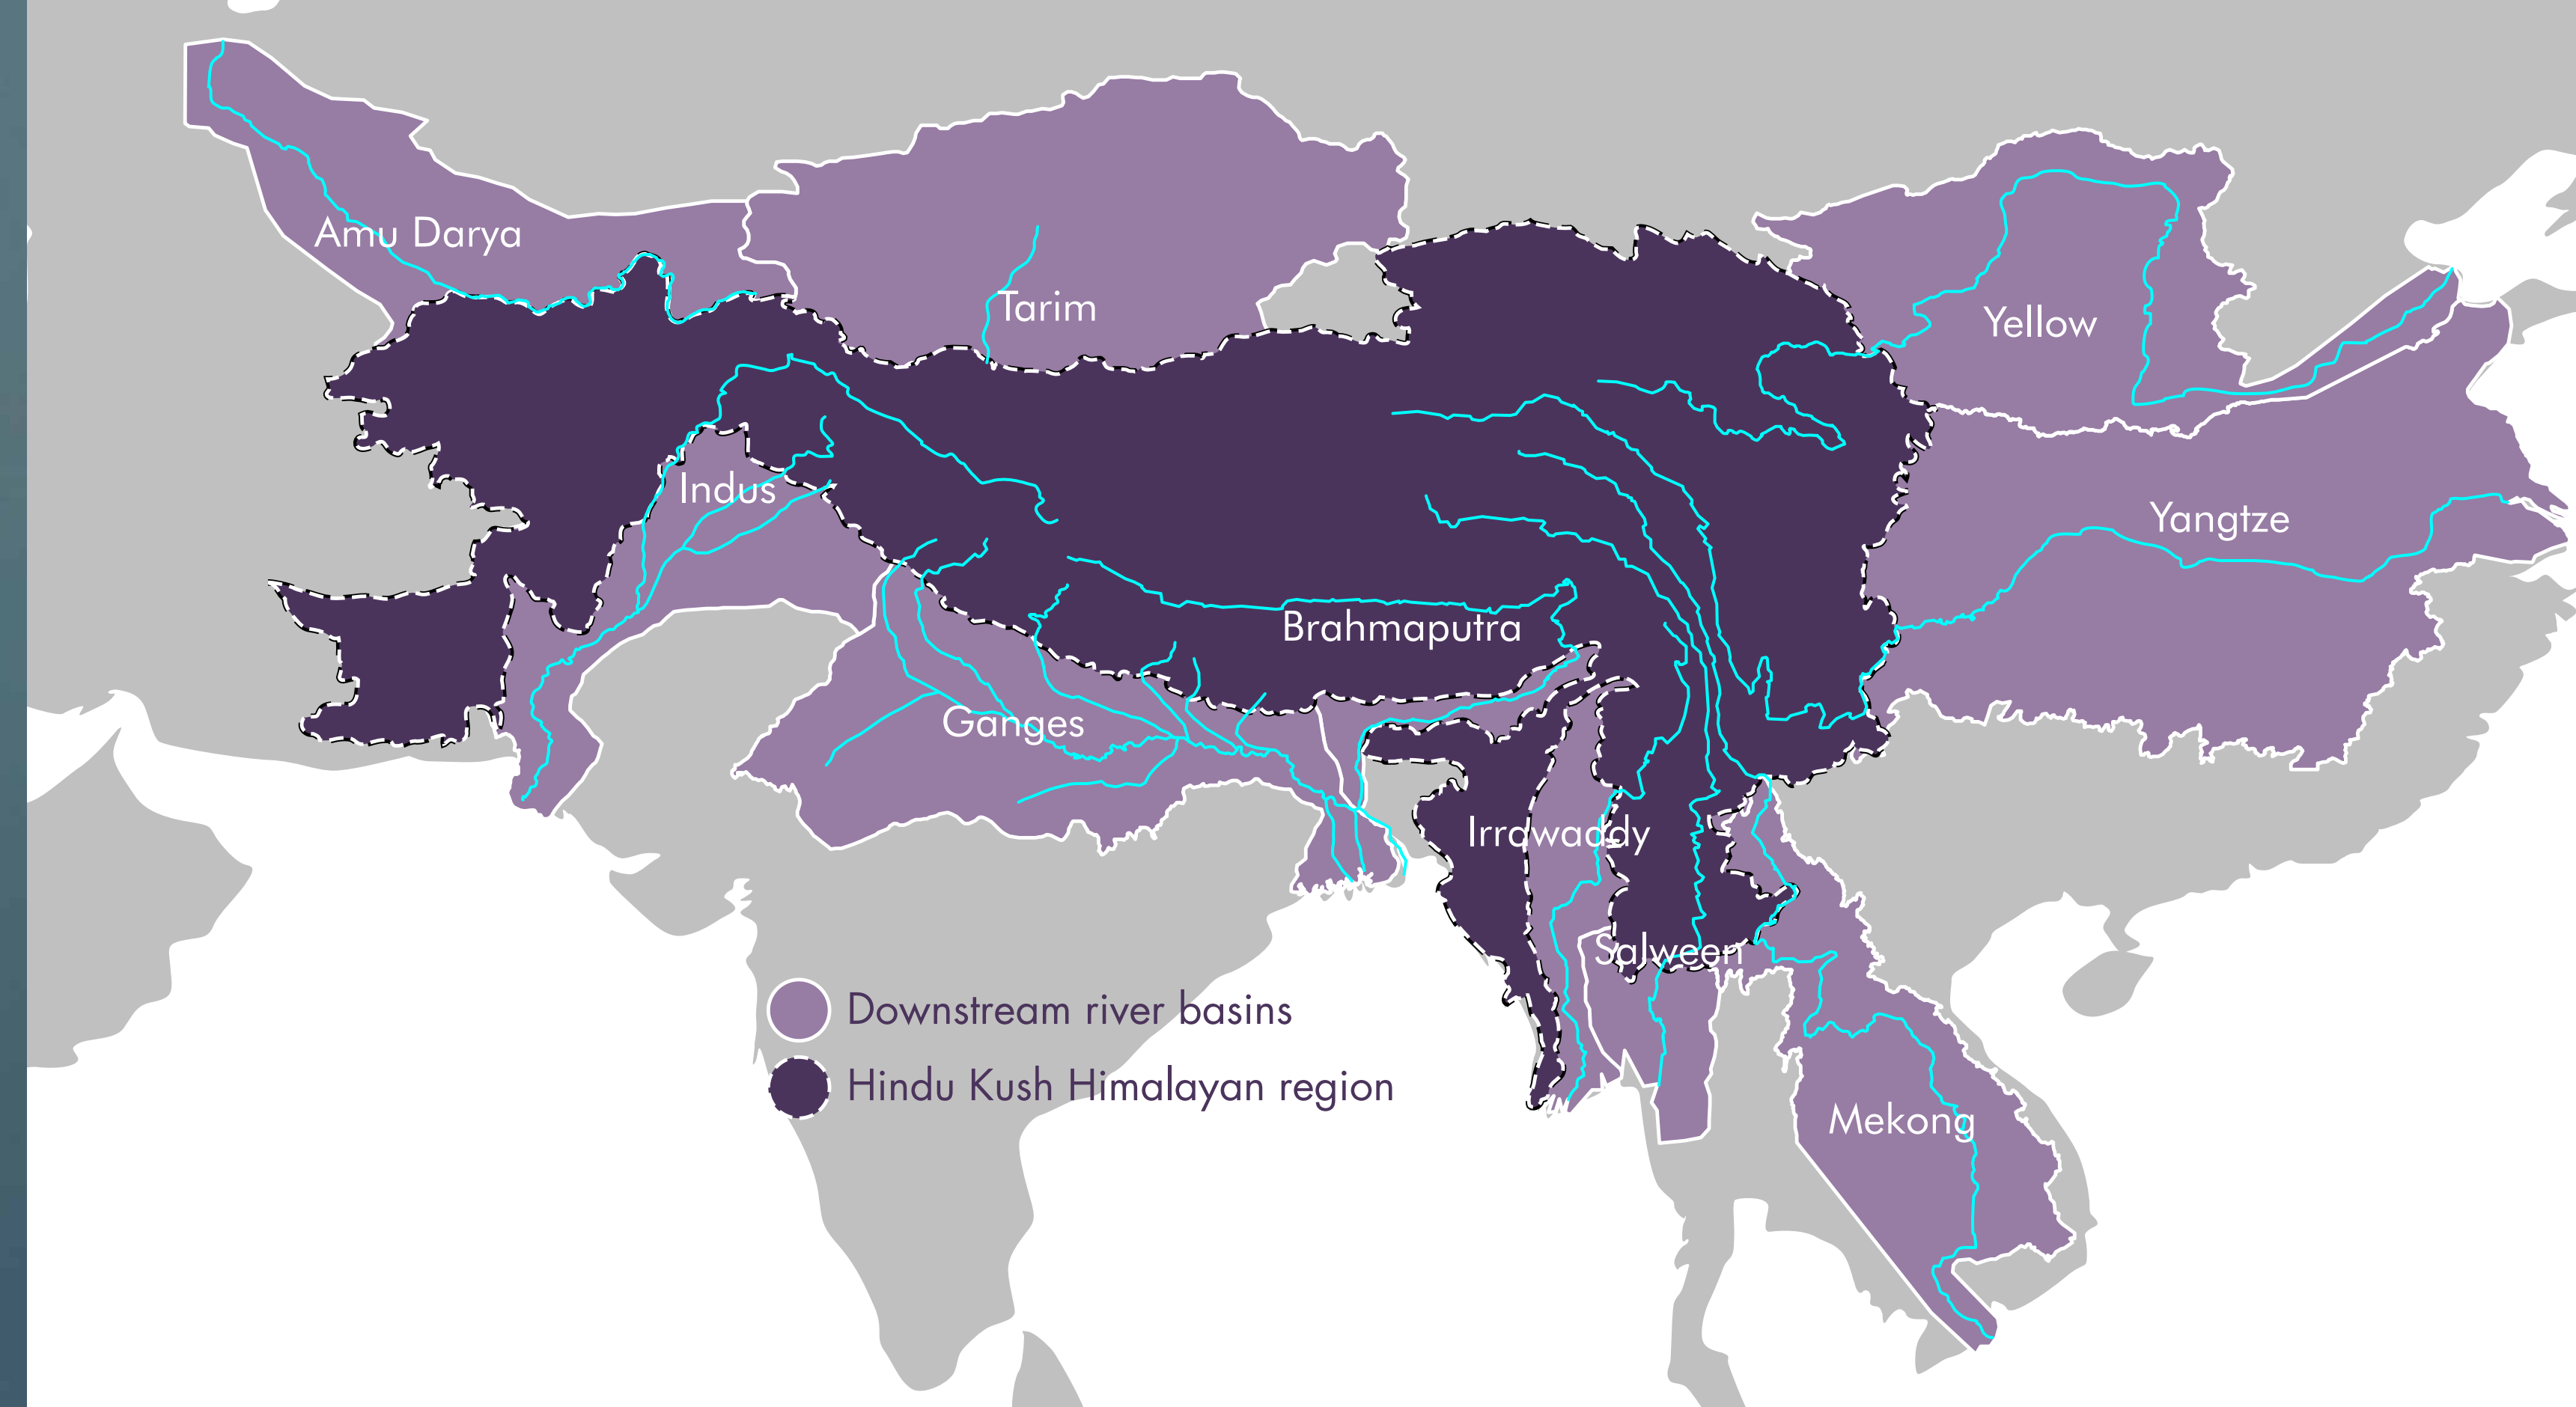 Amu Darya
Tarim
Yellow
Indus
Yangtze
Brahmaputra
Ganges
Irrawaddy
Salween
Downstream river basins
Hindu Kush Himalayan region
Mekong